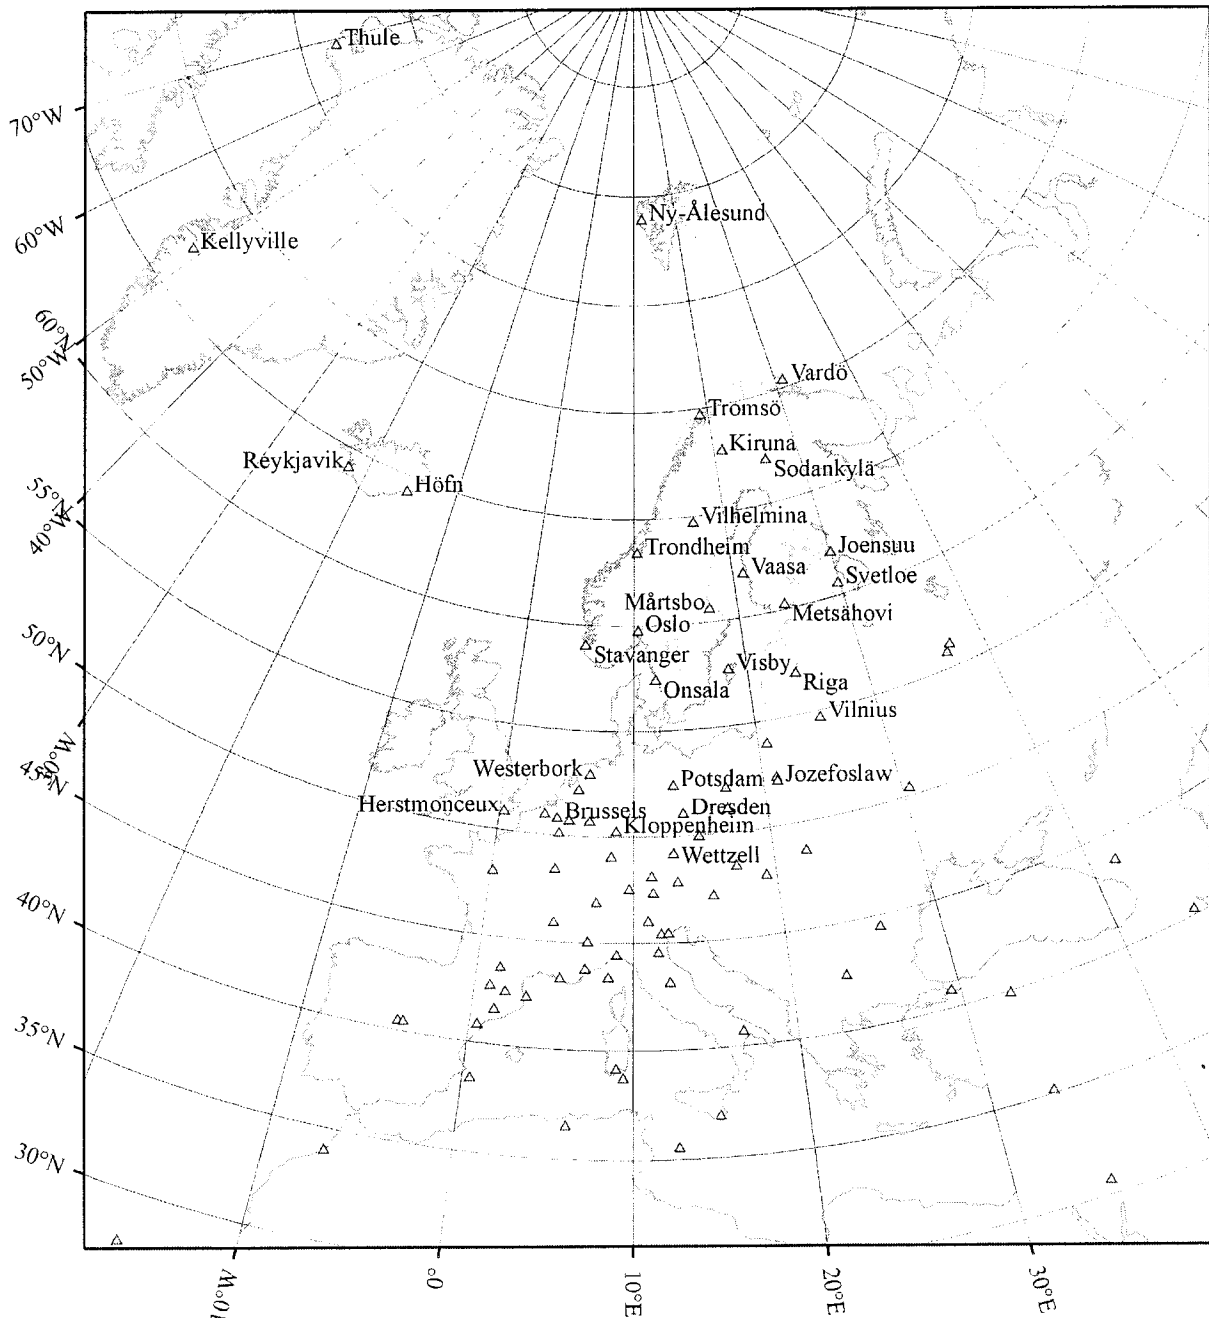 Thule
70°W
Ny-Ålesund
60°W
Kellyville
60°N
50°W
Vardö
Tromsö
Kiruna
Reykjavik
Sodankylä
Höfn
55°N
40°W
Vilhelmina
Trondheim
Joensuu
Vaasa
Svetloe
Mårtsbo
Metsähovi
Oslo
50°N
Stavanger
Visby
Riga
Onsala
Vilnius
45°N
Westerbork
Potsdam
Jozefoslaw
Herstmonceux
Brussels
Dresden
Kloppenheim
Wettzell
40°N
35°N
30°N
10°W
0°
10°E
20°E
30°E